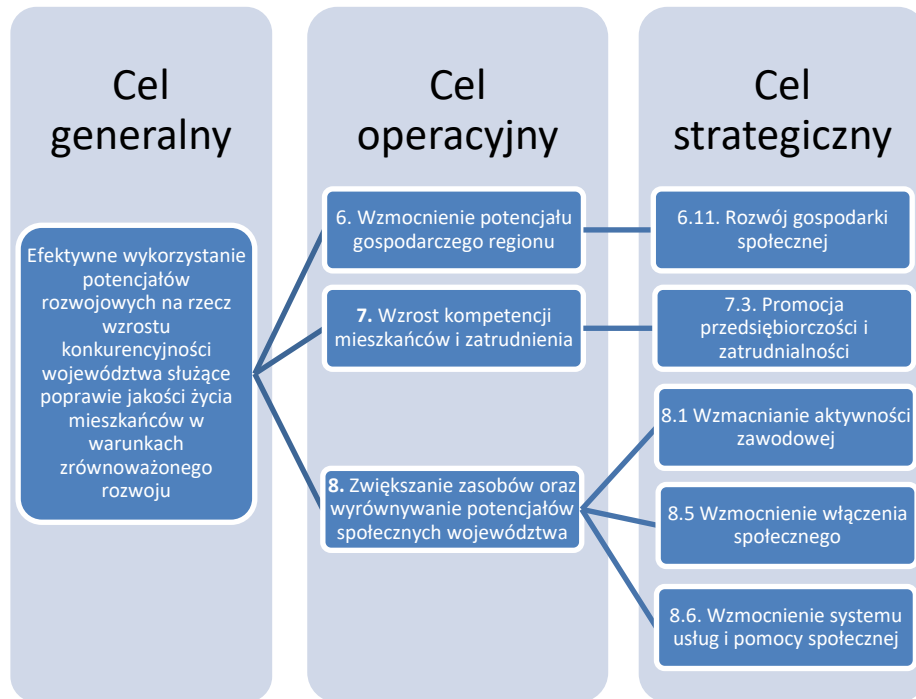 Cel
generalny
Efektywne wykorzystanie
potencjałów
rozwojowych na rzecz
wzrostu
konkurencyjności
województwa służące
poprawie jakości życia
mieszkańców w
warunkach
zrównoważonego
rozwoju
Cel
operacyjny
6. Wzmocnienie potencjału
gospodarczego regionu
7. Wzrost kompetencji
mieszkańców i zatrudnienia
8. Zwiększanie zasobów oraz
wyrównywanie potencjałów
społecznych województwa
Cel
strategiczny
6.11. Rozwój gospodarki
społecznej
7.3. Promocja
przedsiębiorczości i
zatrudnialności
8.1 Wzmacnianie aktywności
zawodowej
8.5 Wzmocnienie włączenia
społecznego
8.6. Wzmocnienie systemu
usług i pomocy społecznej